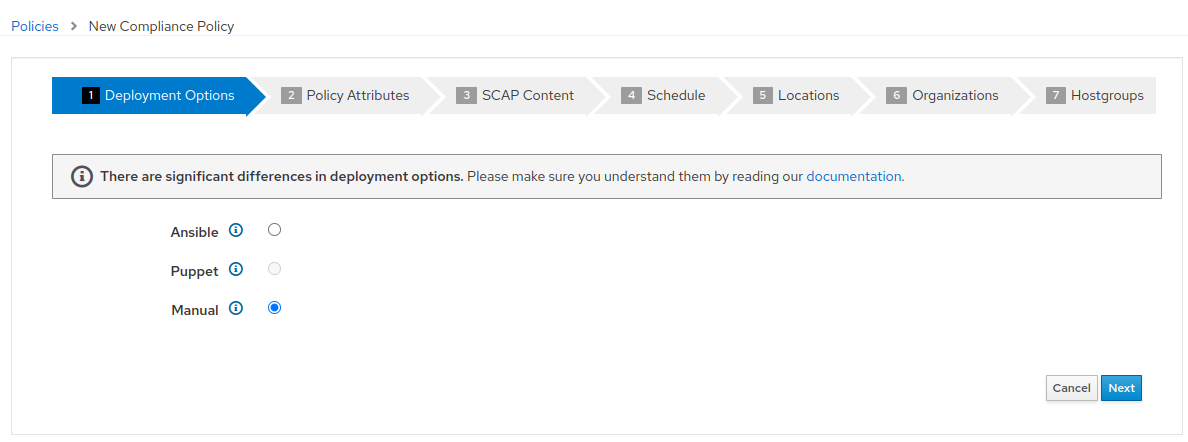 Policies > New Compliance Policy
1 Deployment Options 2 Policy Attributes 3 SCAP Content 4 Schedule 5 Locations 6 Organizations 7 Hostgroups
There are significant differences in deployment options. Please make sure you understand them by reading our documentation.
Ansible
Puppet
Manual
Cancel Next